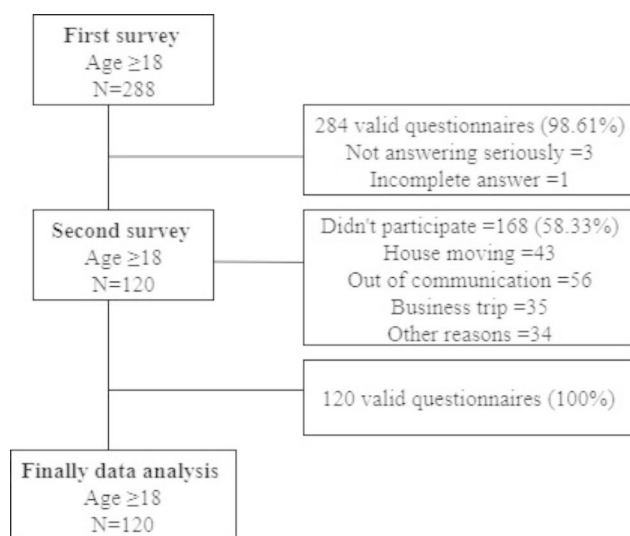 First survey
Age ≥18
N=288
284 valid questionnaires (98.61%)
Not answering seriously =3
Incomplete answer =1
Second survey
Age ≥18
N=120
Didn't participate =168 (58.33%)
House moving =43
Out of communication =56
Business trip =35
Other reasons =34
120 valid questionnaires (100%)
Finally data analysis
Age ≥18
N=120